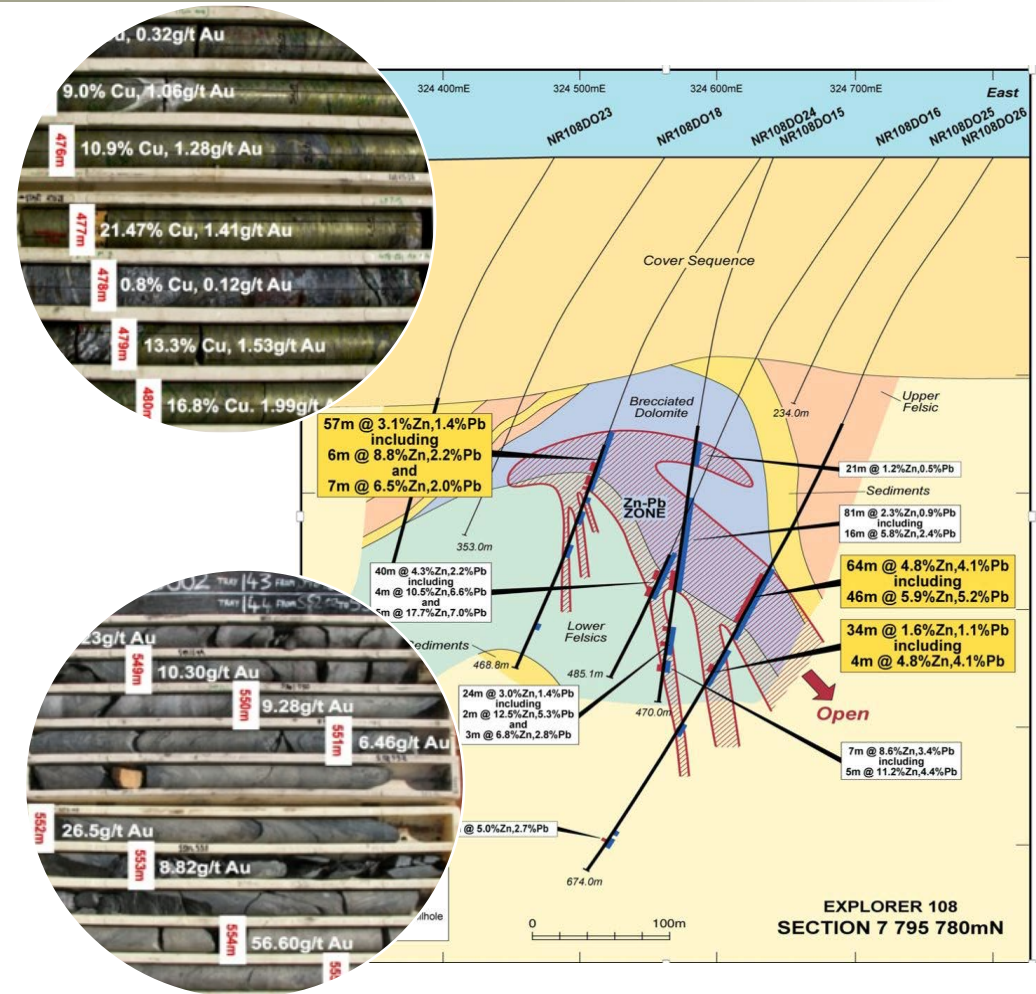 0.32g/t Au
9.0% Cu, 1.06g/t Au
476m
10.9% Cu, 1.28g/t Au
477m
21.47% Cu, 1.41g/t Au
478m
0.8% Cu, 0.12g/t Au
479m
13.3% Cu, 1.53g/t Au
480m
16.8% Cu. 1.99g/t
324 400mE
324 500mE
324 600mE
324 700mE
East
NR108DO23
NR108DO18
NR108DO24
NR108DO15
NR108DO16
NR108DO25
NR108DO26
Cover Sequence
Brecciated
Dolomite
234.0m
Upper
Felsic
57m @ 3.1%Zn,1.4%Pb
including
6m @ 8.8%Zn,2.2%Pb
and
7m @ 6.5%Zn,2.0%Pb
21m @ 1.2%Zn,0.5%Pb
Sediments
Zn-Pb
ZONE
81m @ 2.3%Zn,0.9%Pb
including
16m @ 5.8%Zn,2.4%Pb
353.0m
40m @ 4.3%Zn,2.2%Pb
including
4m @ 10.5%Zn,6.6%Pb
and
5m @ 17.7%Zn,7.0%Pb
64m @ 4.8%Zn,4.1%Pb
including
46m @ 5.9%Zn,5.2%Pb
Lower
Felsics
34m @ 1.6%Zn,1.1%Pb
including
4m @ 4.8%Zn,4.1%Pb
ediments
468.8m
485.1m
470.0m
24m @ 3.0%Zn,1.4%Pb
including
2m @ 12.5%Zn,5.3%Pb
and
3m @ 6.8%Zn,2.8%Pb
Open
7m @ 8.6%Zn,3.4%Pb
including
5m @ 11.2%Zn,4.4%Pb
@ 5.0%Zn,2.7%Pb
674.0m
0
100m
EXPLORER 108
SECTION 7 795 780mN
TRAY 43 FROM
TRAY 44
23g/t Au
549m
10.30g/t Au
550m
9.28g/t Au
551m
6.46g/t Au
552m
26.5g/t Au
553m
8.82g/t Au
554m
56.60g/t Au